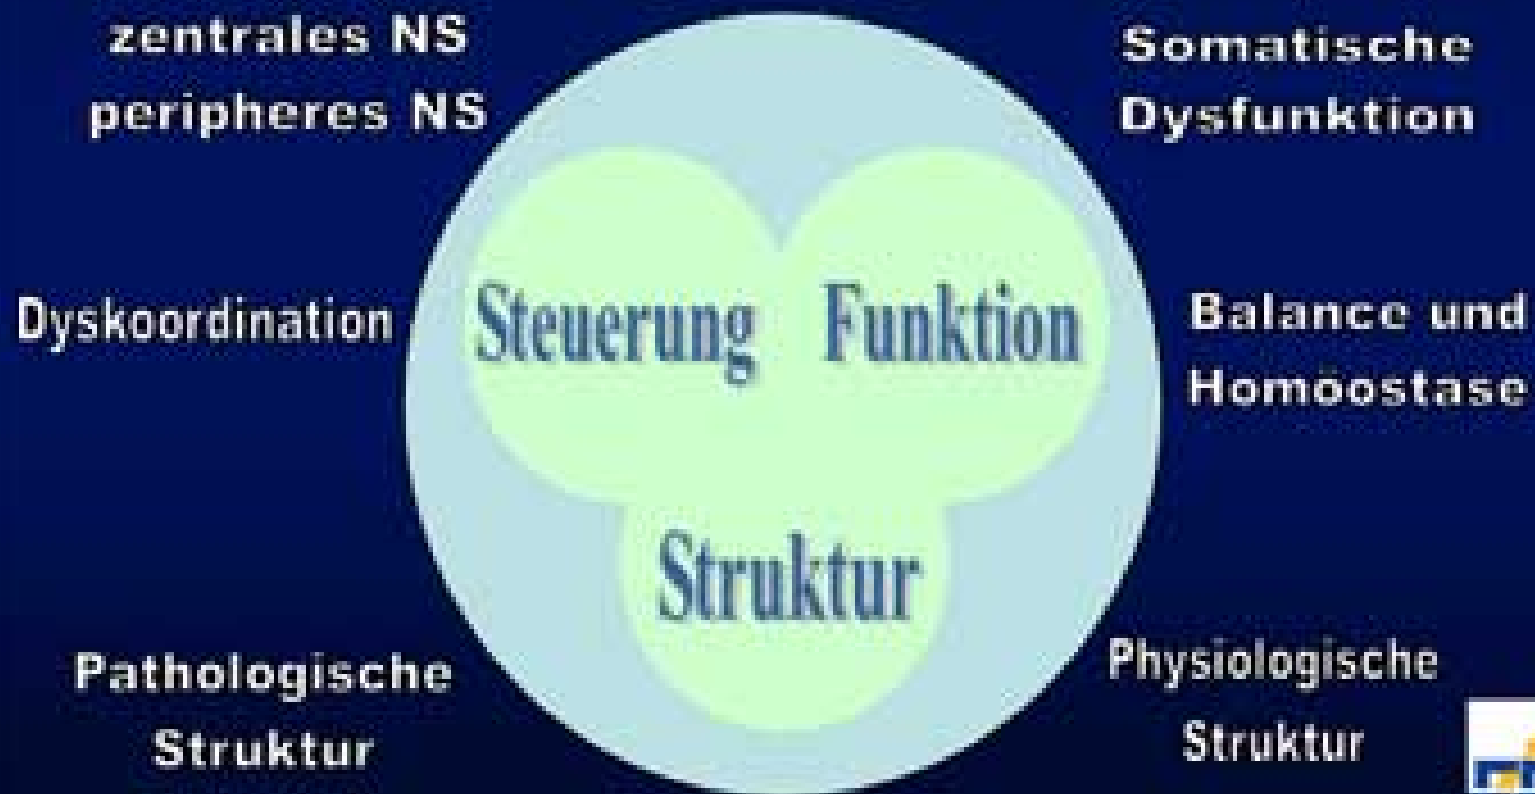 zentrales NS
peripheres NS
Somatische
Dysfunktion
Dyskoordination
Steuerung
Funktion
Balance und
Homöostase
Struktur
Pathologische
Struktur
Physiologische
Struktur